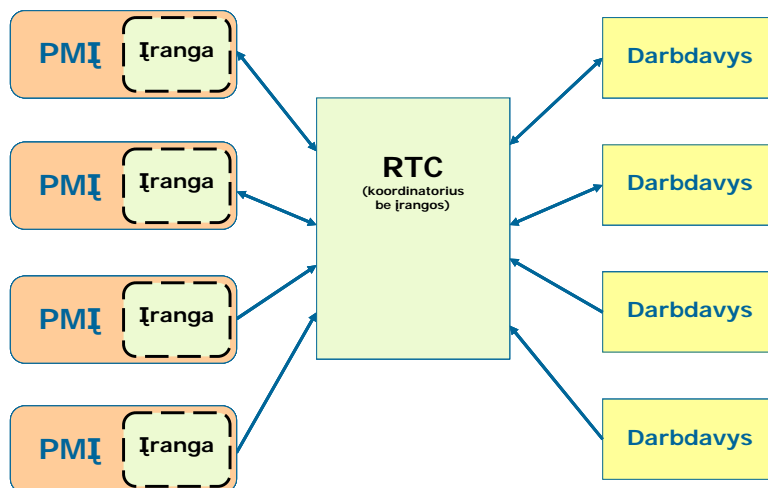 PMĮ
Įranga
Darbdavys
PMĮ
Įranga
RTC
(koordinatorius
be įrangos)
Darbdavys
PMĮ
Įranga
Darbdavys
PMĮ
Įranga
Darbdavys